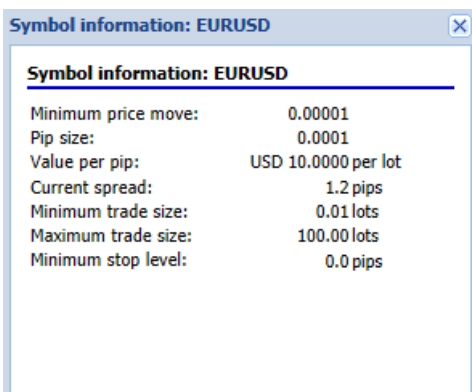 Symbol information: EURUSD
Symbol information: EURUSD
Minimum price move: 0.00001
Pip size: 0.0001
Value per pip: USD 10.0000 per lot
Current spread: 1.2 pips
Minimum trade size: 0.01 lots
Maximum trade size: 100.00 lots
Minimum stop level: 0.0 pips